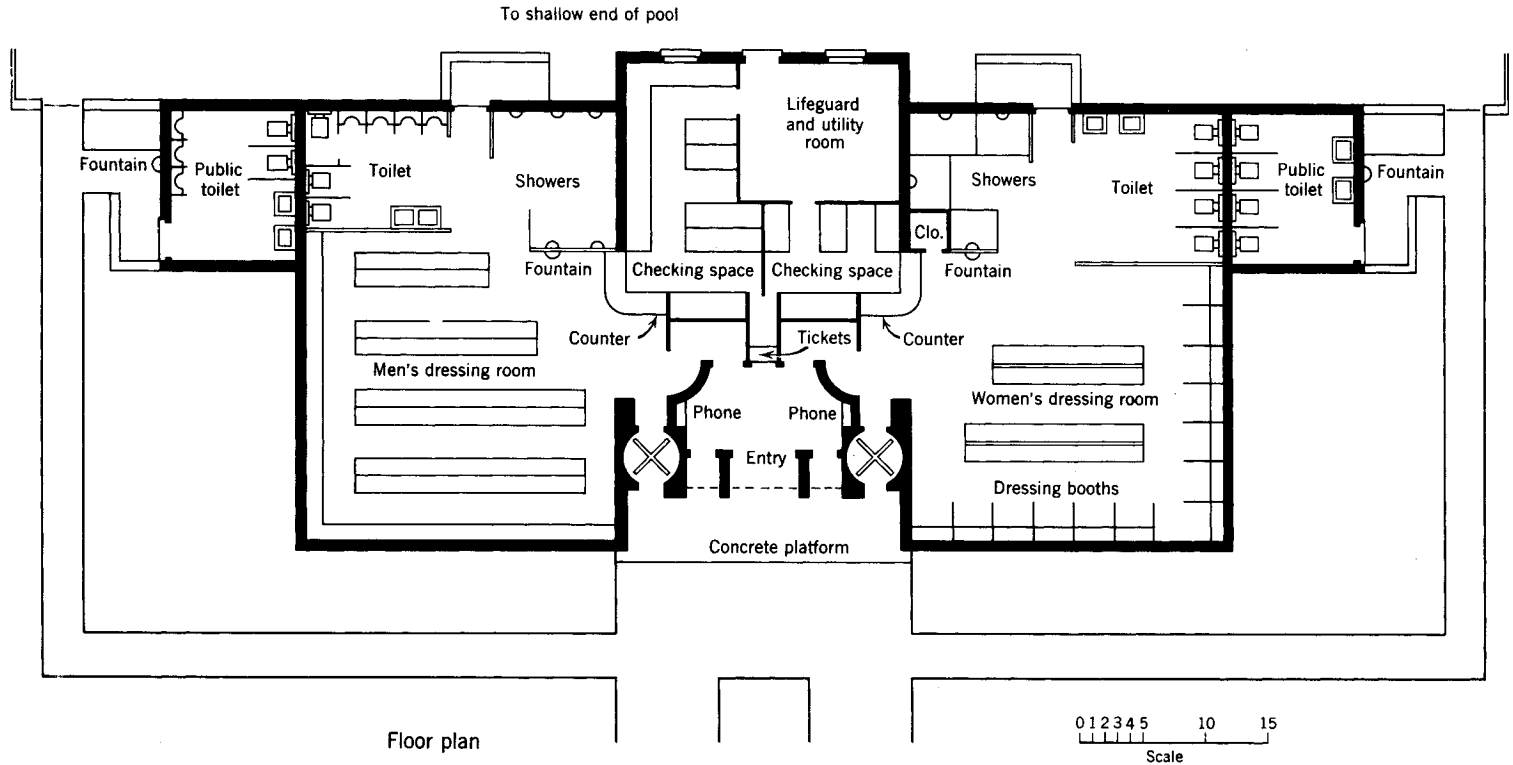 To shallow end of pool
Lifeguard
and utility
room
Fountain
Public
toilet
Toilet
Showers
Showers
Toilet
Public
toilet
Fountain
Clo.
Fountain
Checking space
Checking space
Fountain
Counter
Tickets
Counter
Men's dressing room
Women's dressing room
Phone
Phone
Entry
Dressing booths
Concrete platform
Floor plan
0 1 2 3 4 5 10 15
Scale